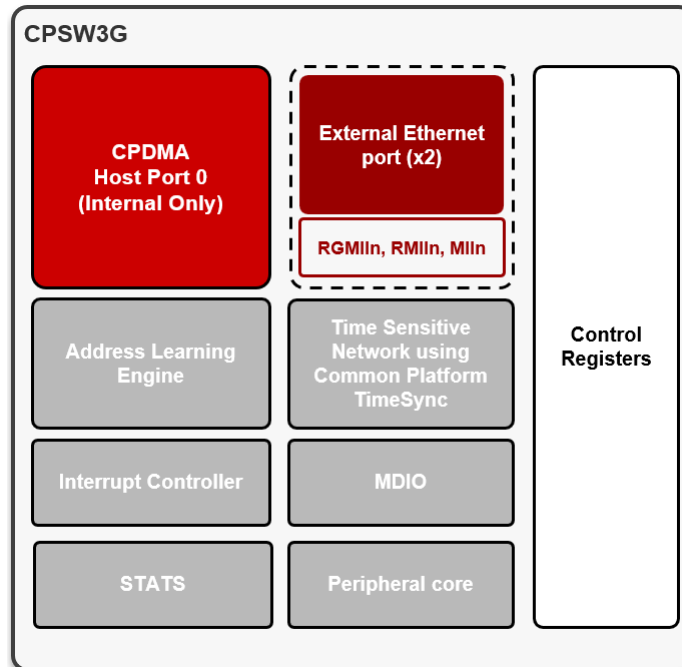 CPSW3G
CPDMA
Host Port 0
(Internal Only)
External Ethernet
port (x2)
RGMIIn, RMIIn, MIIn
Control
Registers
Address Learning
Engine
Time Sensitive
Network using
Common Platform
TimeSync
Interrupt Controller
MDIO
STATS
Peripheral core